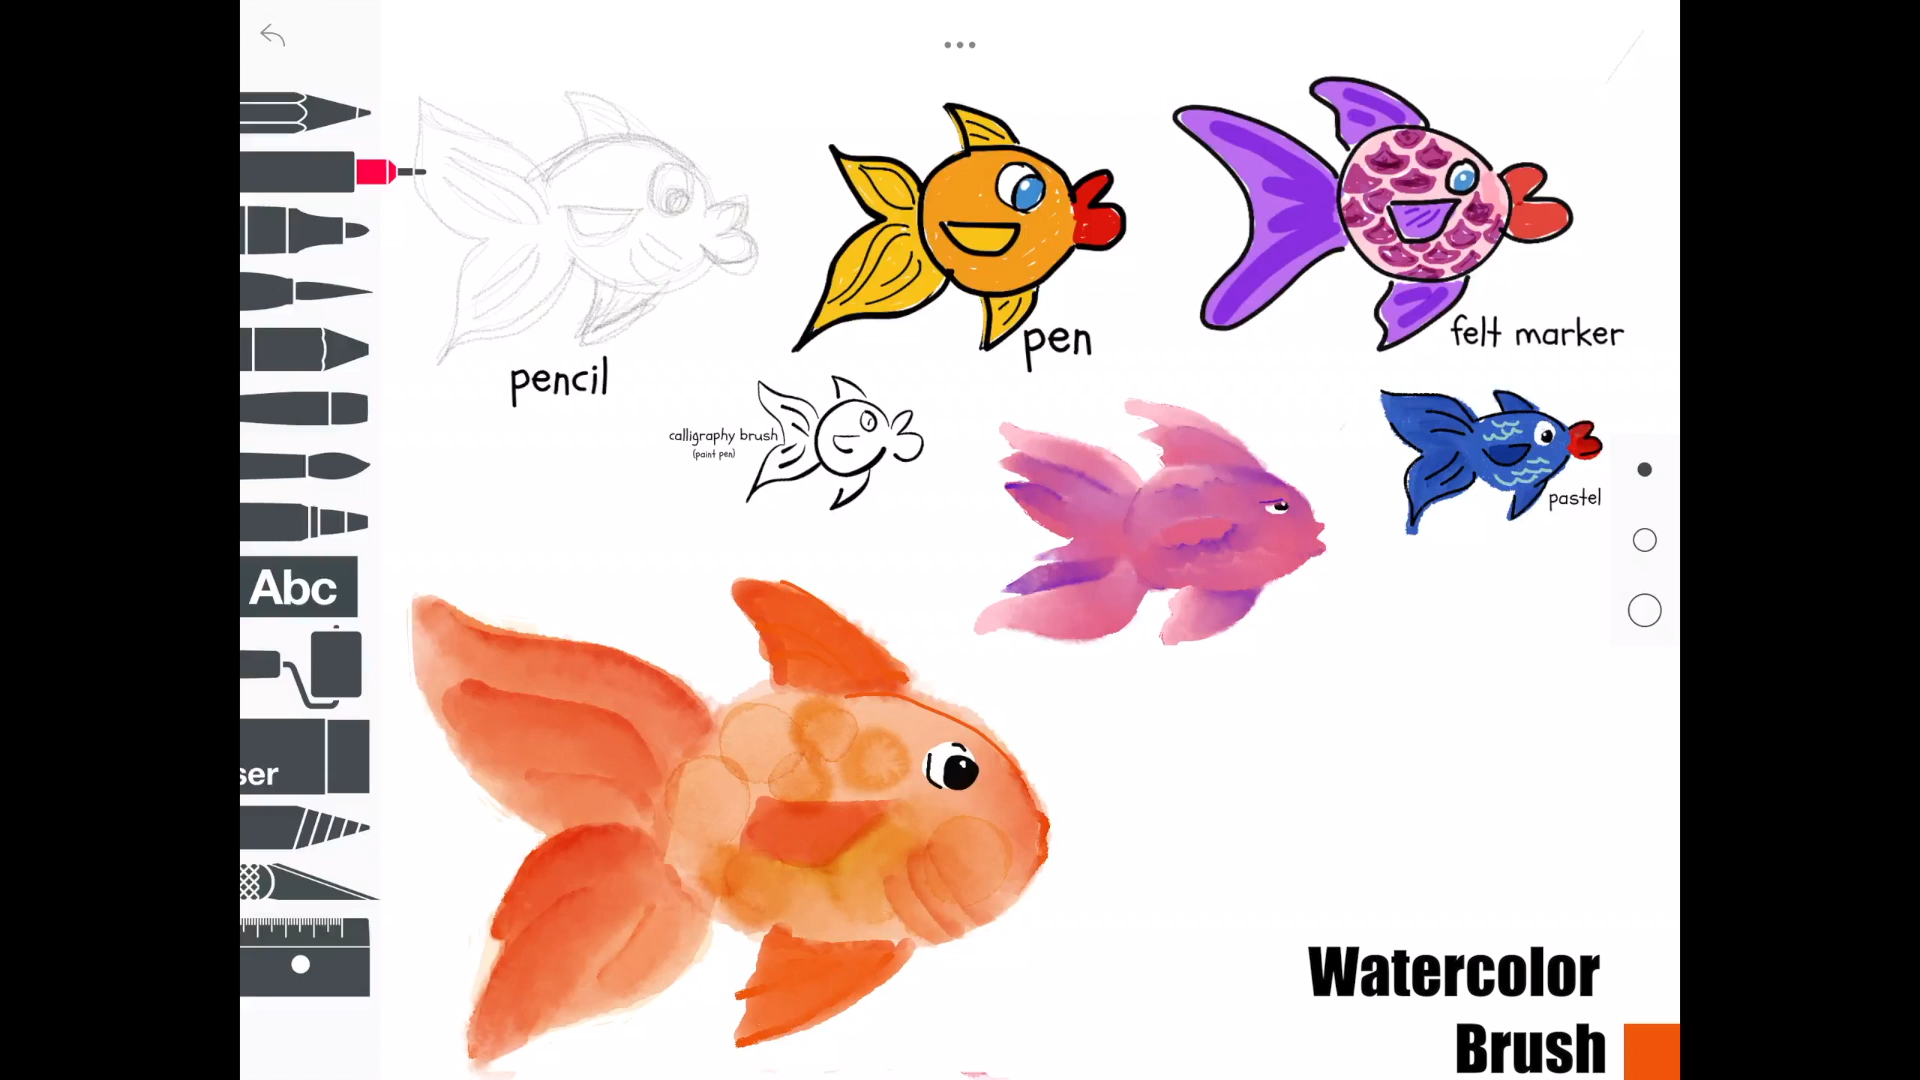 pencil
pen
felt marker
calligraphy brush
(paint pen)
pastel
Abc
ser
Watercolor
Brush